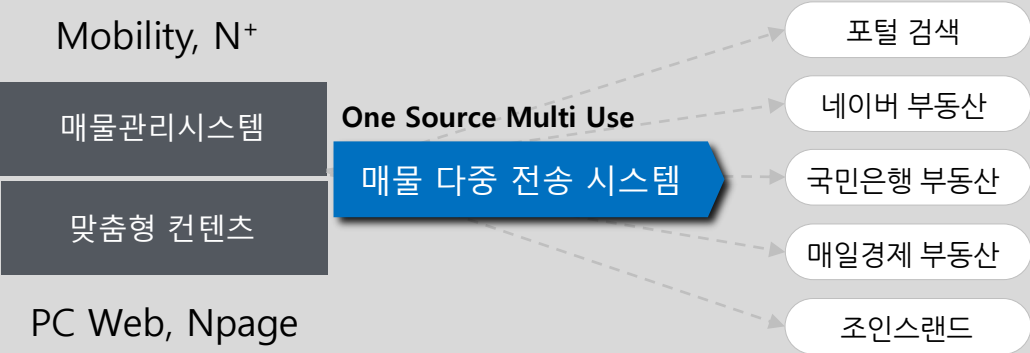 Mobility, N⁺
매물관리시스템
맞춤형 컨텐츠
PC Web, Npage
One Source Multi Use
매물 다중 전송 시스템
포털 검색
네이버 부동산
국민은행 부동산
매일경제 부동산
조인스랜드